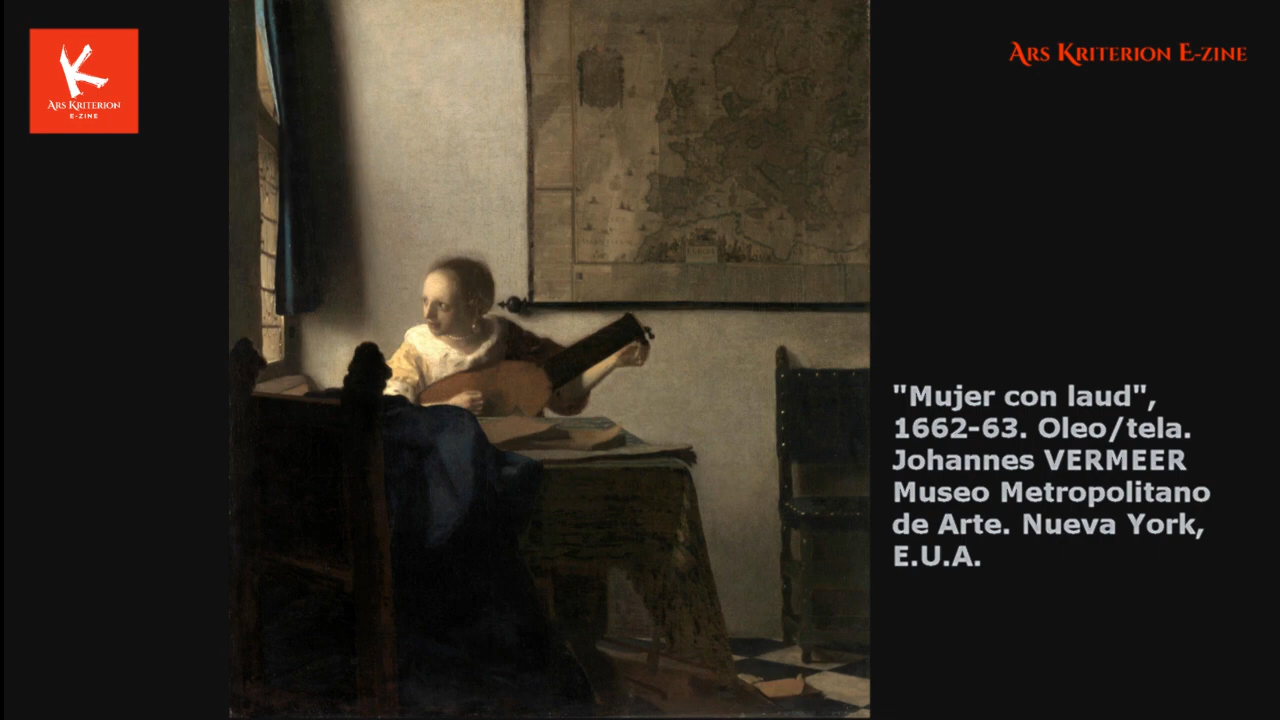 ARS KRITERION
E-ZINE
ARS KRITERION E-ZINE
"Mujer con laud",
1662-63. Oleo/tela.
Johannes VERMEER
Museo Metropolitano
de Arte. Nueva York,
E.U.A.